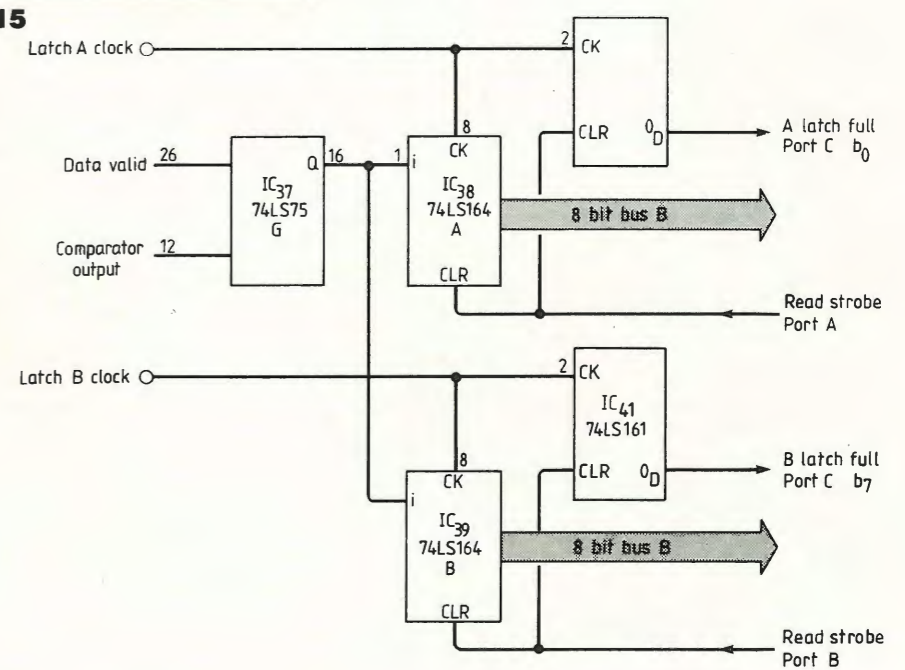 15
Latch A clock
2
CK
8
CK
CLR
0D
A latch full
Port C b0
Data valid
26
Q
16
1
i
IC37
74LS75
G
IC38
74LS164
A
8 bit bus B
Comparator
output
12
CLR
Read strobe
Port A
Latch B clock
2
CK
IC41
74LS161
8
CK
CLR
0D
B latch full
Port C b7
i
IC39
74LS164
B
8 bit bus B
CLR
Read strobe
Port B